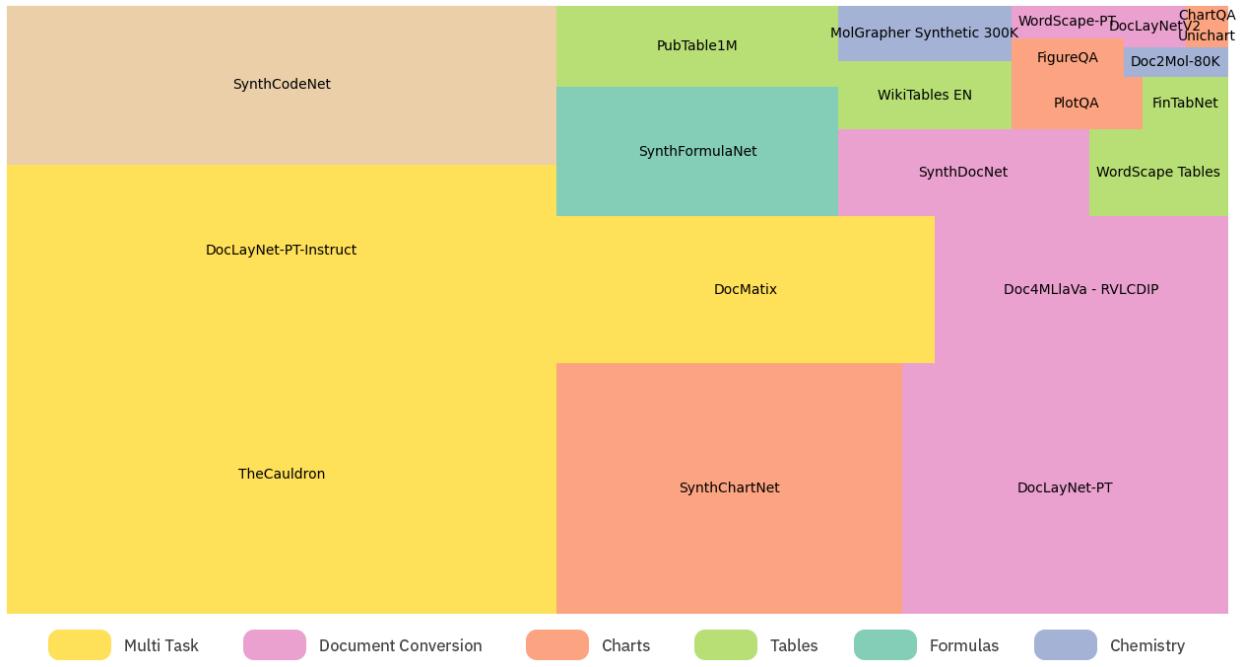 SynthCodeNet
PubTable1M
MolGrapher Synthetic 300K
WordScape-PT
DocLayNetV2
ChartQA
Unichart
FigureQA
Doc2Mol-80K
WikiTables EN
PlotQA
FinTabNet
SynthFormulaNet
SynthDocNet
WordScape Tables
DocLayNet-PT-Instruct
DocMatix
Doc4MLlaVa - RVLCDIP
TheCauldron
SynthChartNet
DocLayNet-PT
Multi Task
Document Conversion
Charts
Tables
Formulas
Chemistry